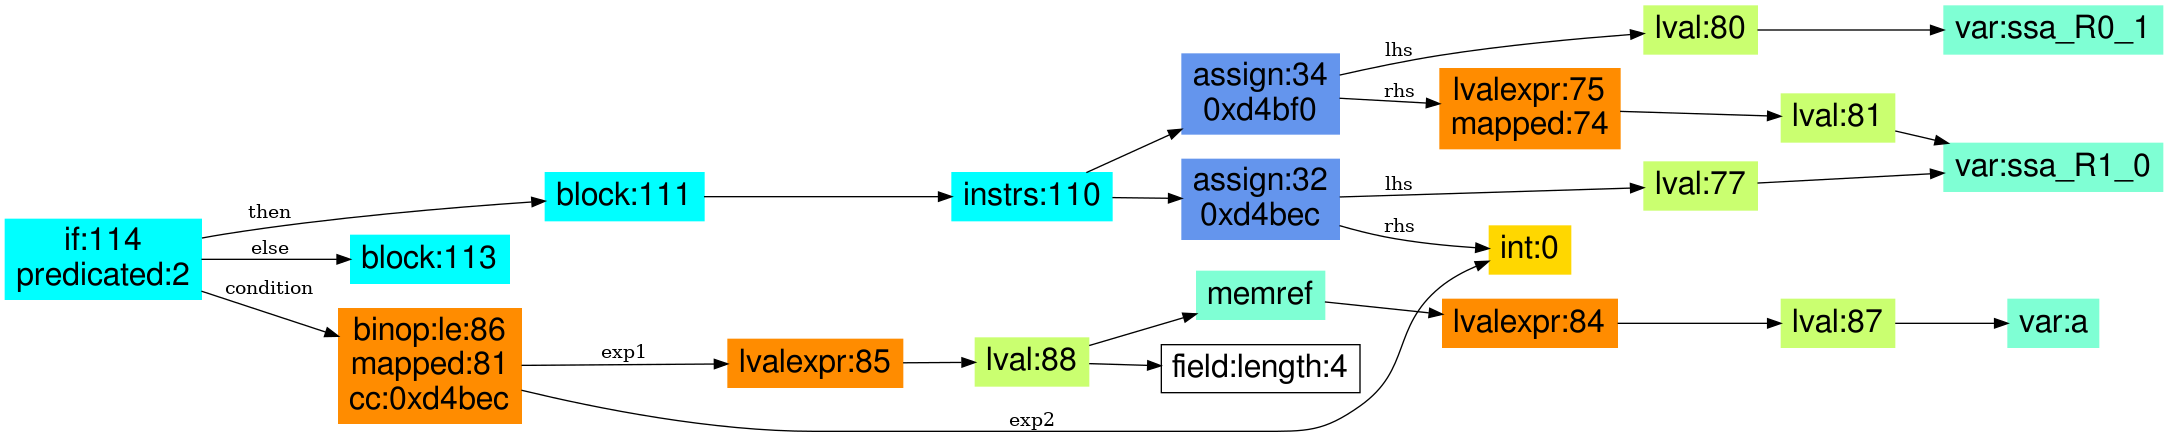 if:114
predicated:2
then
else
condition
block:111
block:113
binop:le:86
mapped:81
cc:0xd4bec
exp1
exp2
lvalexpr:85
instrs:110
lval:88
assign:34
0xd4bf0
assign:32
0xd4bec
memref
field:length:4
lhs
rhs
lhs
rhs
lvalexpr:75
mapped:74
int:0
lvalexpr:84
lval:80
lval:81
lval:77
lval:87
var:ssa_R0_1
var:ssa_R1_0
var:a